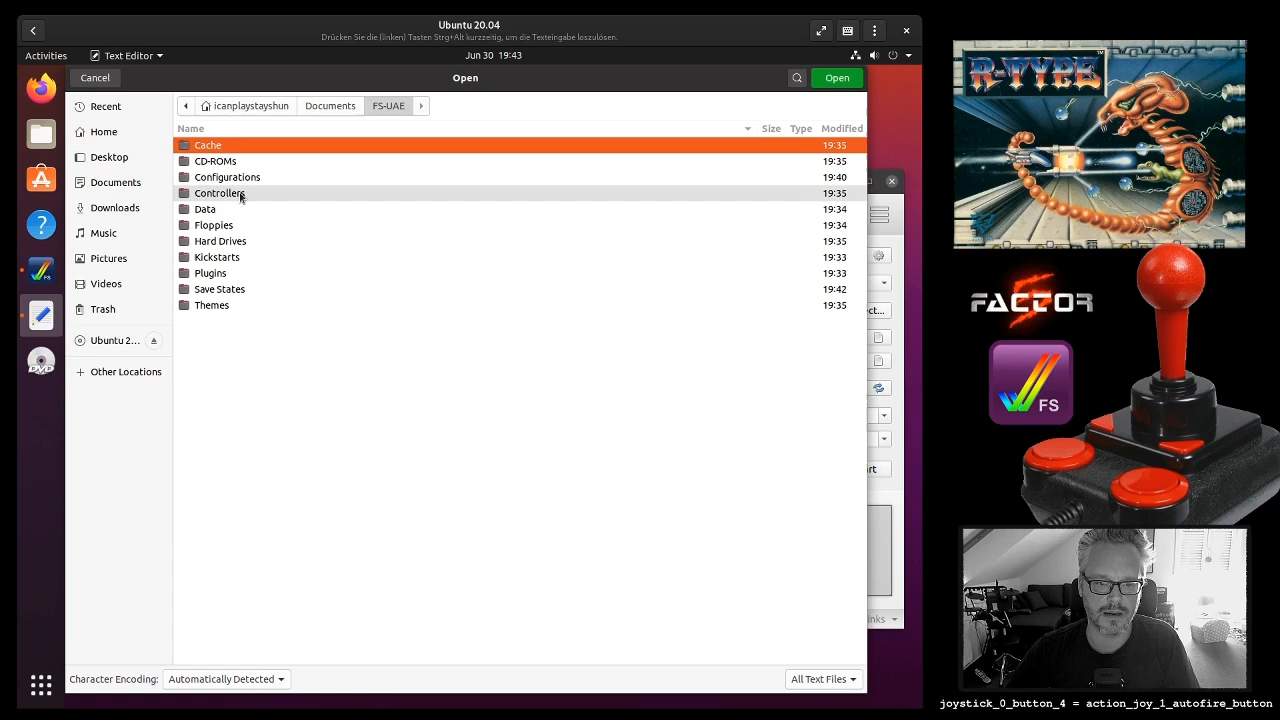 Ubuntu 20.04
Drücken Sie die (linken) Tasten Strg+Alt kurzzeitig, um die Texteingabe loszulösen.
Activities
Text Editor
Jun 30 19:43
Cancel
Open
Open
Recent
Home
Desktop
Documents
Downloads
Music
Pictures
Videos
Trash
Ubuntu 2...
Other Locations
icanplaystayshun
Documents
FS-UAE
Name Size Type Modified
Cache 19:35
CD-ROMs 19:35
Configurations 19:40
Controllers 19:35
Data 19:34
Floppies 19:34
Hard Drives 19:35
Kickstarts 19:33
Plugins 19:33
Save States 19:42
Themes 19:35
ct...
rt
inks
Character Encoding: Automatically Detected
All Text Files
R-TYPE
FACTOR 5
FS
FS
joystick_0_button_4 = action_joy_1_autofire_button